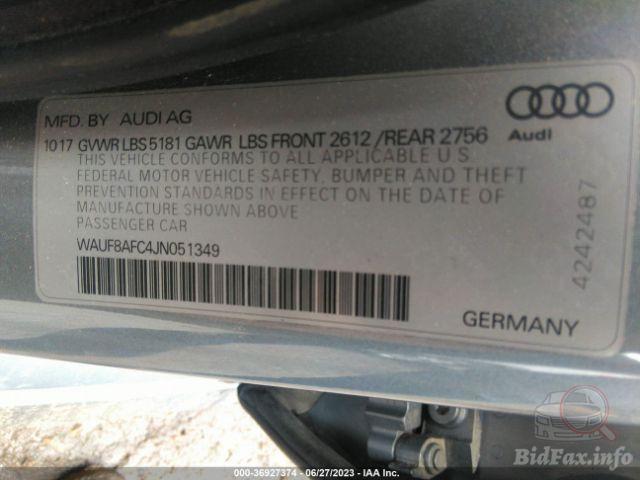 MFD. BY AUDI AG
10 17 GVWR LBS 5181 GAWR LBS FRONT 2612 /REAR 2756
Audi
THIS VEHICLE CONFORMS TO ALL APPLICABLE U S
FEDERAL MOTOR VEHICLE SAFETY, BUMPER AND THEFT
PREVENTION STANDARDS IN EFFECT ON THE DATE OF
MANUFACTURE SHOWN ABOVE
PASSENGER CAR
WAUF8AFC4JN051349
4242487
GERMANY
BidFax.info
000-36927374 | 06/27/2023 | IAA Inc.